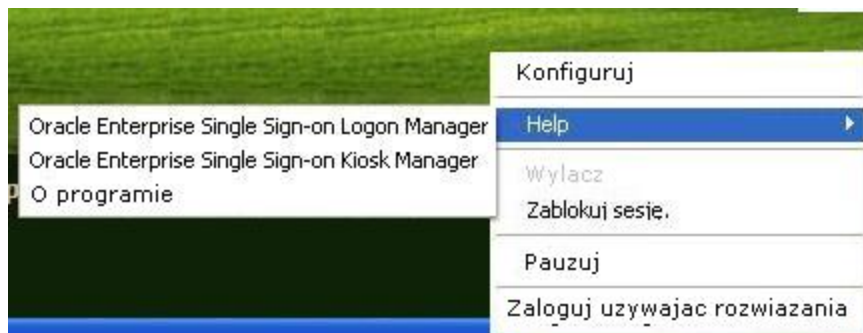 Konfiguruj
Help
Oracle Enterprise Single Sign-on Logon Manager
Oracle Enterprise Single Sign-on Kiosk Manager
O programie
Wylacz
Zablokuj sesję.
Pauzuj
Zaloguj uzywajac rozwiazania